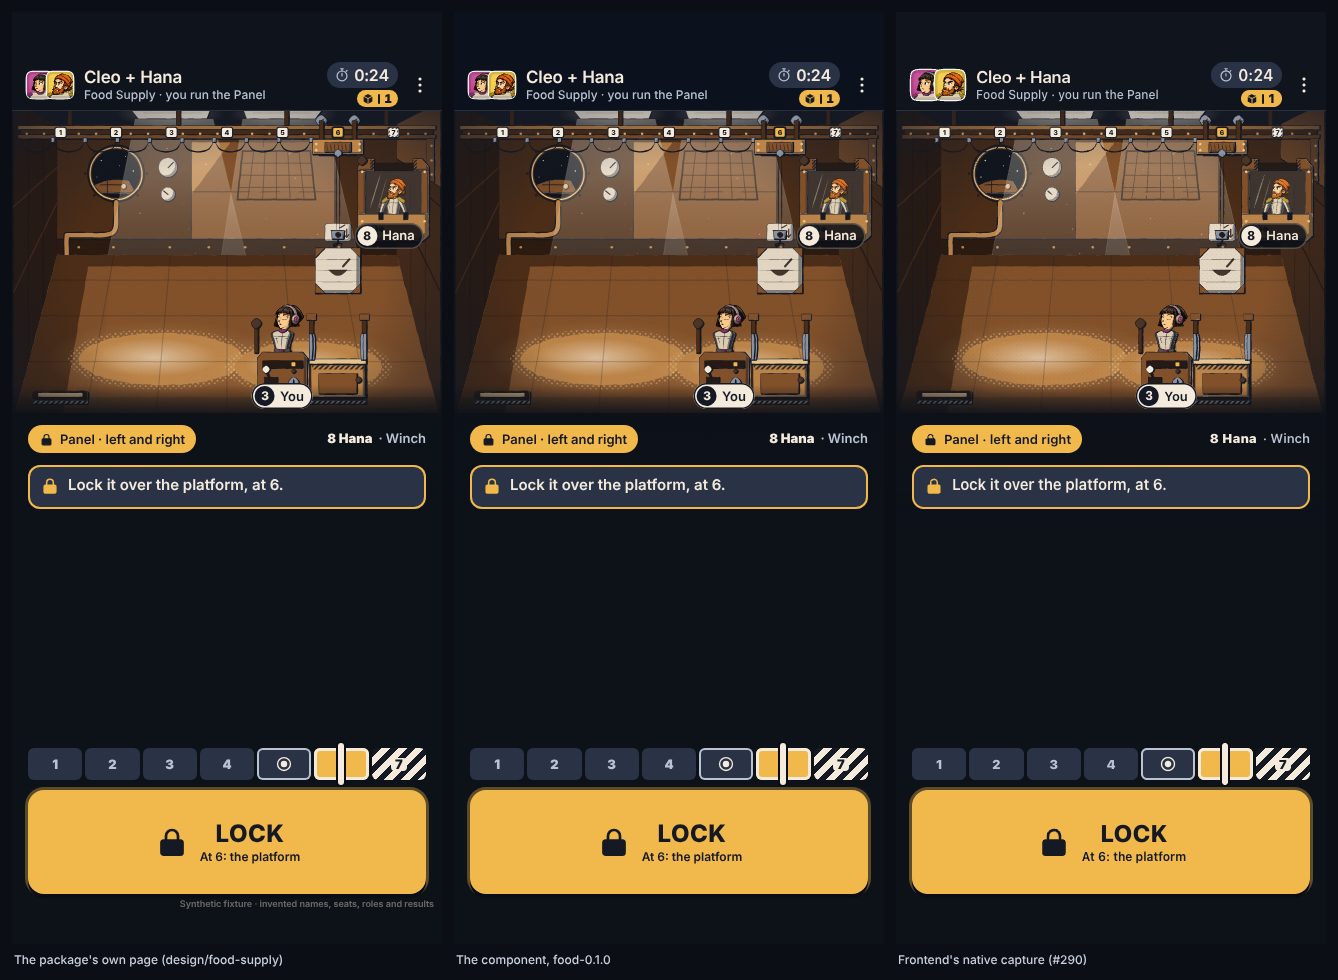 Cleo + Hana
Food Supply · you run the Panel
0:24
1
1 2 3 4 5 6 7
8 Hana
3 You
Panel · left and right
8 Hana · Winch
Lock it over the platform, at 6.
1 2 3 4 7
LOCK
At 6: the platform
Synthetic fixture · invented names, seats, roles and results
The package's own page (design/food-supply)
Cleo + Hana
Food Supply · you run the Panel
0:24
1
1 2 3 4 5 6 7
8 Hana
3 You
Panel · left and right
8 Hana · Winch
Lock it over the platform, at 6.
1 2 3 4 7
LOCK
At 6: the platform
The component, food-0.1.0
Cleo + Hana
Food Supply · you run the Panel
0:24
1
1 2 3 4 5 6 7
8 Hana
3 You
Panel · left and right
8 Hana · Winch
Lock it over the platform, at 6.
1 2 3 4 7
LOCK
At 6: the platform
Frontend's native capture (#290)